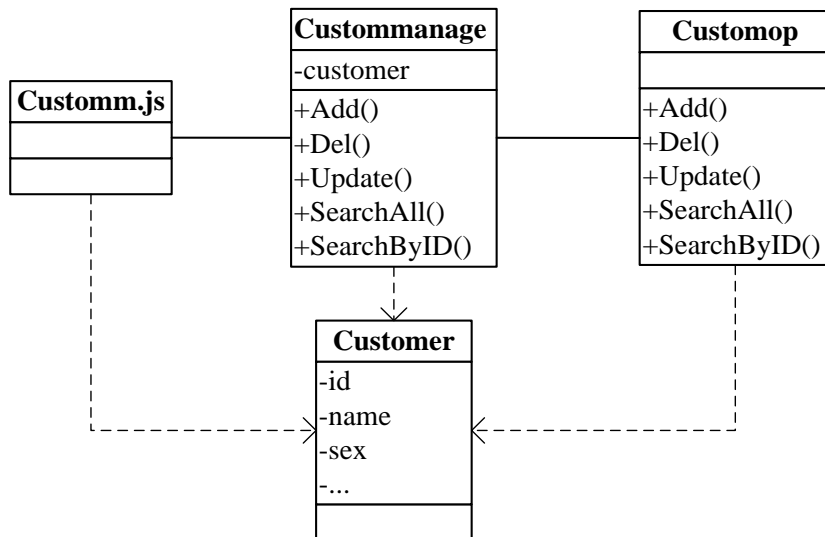 Custommanage
-customer
+Add()
+Del()
+Update()
+SearchAll()
+SearchByID()
Customop
+Add()
+Del()
+Update()
+SearchAll()
+SearchByID()
Customm.js
Customer
-id
-name
-sex
-...